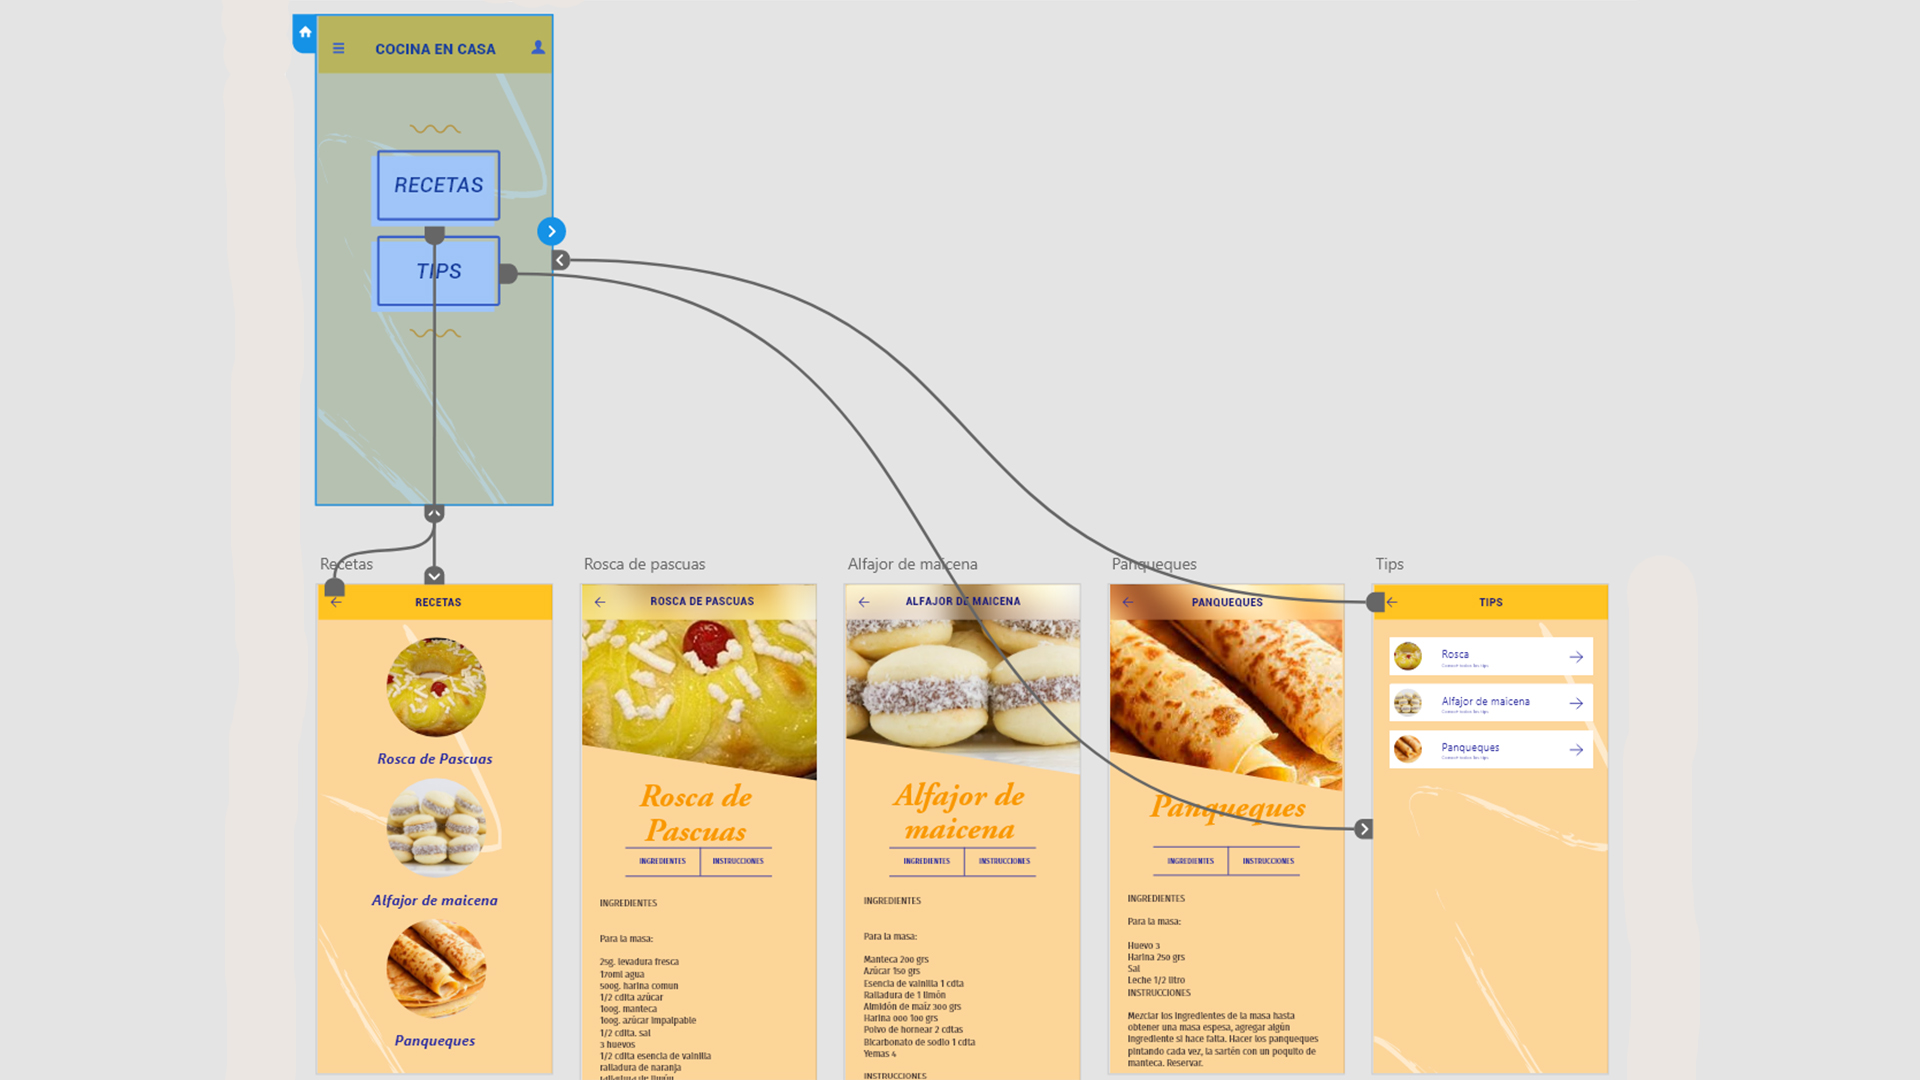 COCINA EN CASA
RECETAS
TIPS
Recetas
RECETAS
Rosca de Pascuas
Alfajor de maicena
Panqueques
Rosca de pascuas
ROSCA DE PASCUAS
Rosca de
Pascuas
INGREDIENTES INSTRUCCIONES
INGREDIENTES
Para la masa:
25g. levadura fresca
170ml agua
500g. harina comun
1/2 cdita azúcar
100g. manteca
100g. azúcar impalpable
1/2 cdita. sal
3 huevos
1/2 cdita esencia de vainilla
ralladura de naranja
ralladura de limón
Alfajor de maicena
ALFAJOR DE MAICENA
Alfajor de
maicena
INGREDIENTES INSTRUCCIONES
INGREDIENTES
Para la masa:
Manteca 200 grs
Azúcar 150 grs
Esencia de vainilla 1 cdta
Ralladura de 1 limón
Almidón de maíz 300 grs
Harina 000 100 grs
Polvo de hornear 2 cdtas
Bicarbonato de sodio 1 cdta
Yemas 4
INSTRUCCIONES
Panqueques
PANQUEQUES
Panqueques
INGREDIENTES INSTRUCCIONES
INGREDIENTES
Para la masa:
Huevo 3
Harina 250 grs
Sal
Leche 1/2 litro
INSTRUCCIONES
Mezclar los ingredientes de la masa hasta
obtener una masa espesa, agregar algún
ingrediente si hace falta. Hacer los panqueques
pintando cada vez, la sartén con un poquito de
manteca. Reservar.
Tips
TIPS
Rosca
Alfajor de maicena
Panqueques